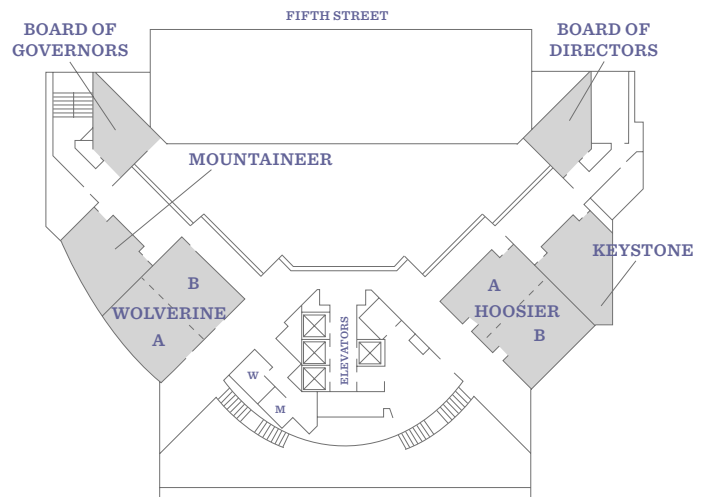 FIFTH STREET
BOARD OF
GOVERNORS
BOARD OF
DIRECTORS
MOUNTAINEER
KEYSTONE
B
WOLVERINE
A
A
HOOSIER
B
ELEVATORS
W
M